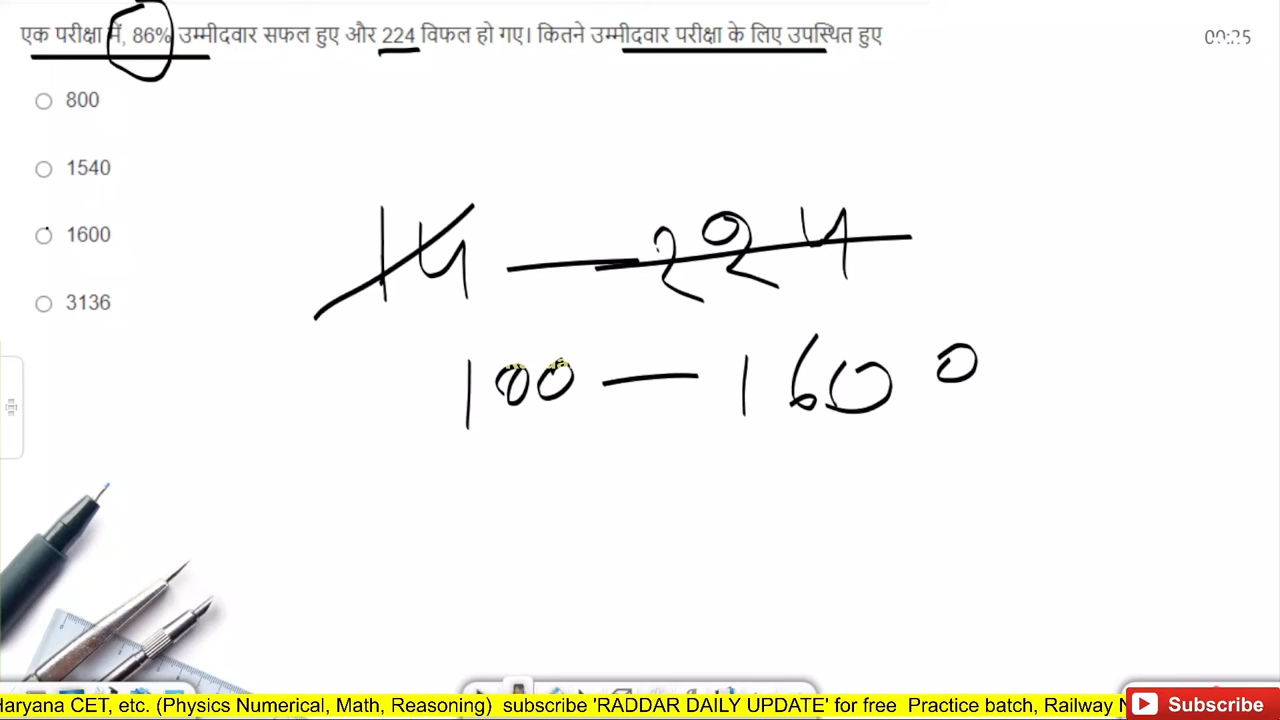 एक परीक्षा में, 86% उम्मीदवार सफल हुए और 224 विफल हो गए। कितने उम्मीदवार परीक्षा के लिए उपस्थित हुए
00:25
800
1540
1600
3136
14 — 224
100 — 1600
Haryana CET, etc. (Physics Numerical, Math, Reasoning) subscribe 'RADDAR DAILY UPDATE' for free Practice batch, Railway N
Subscribe